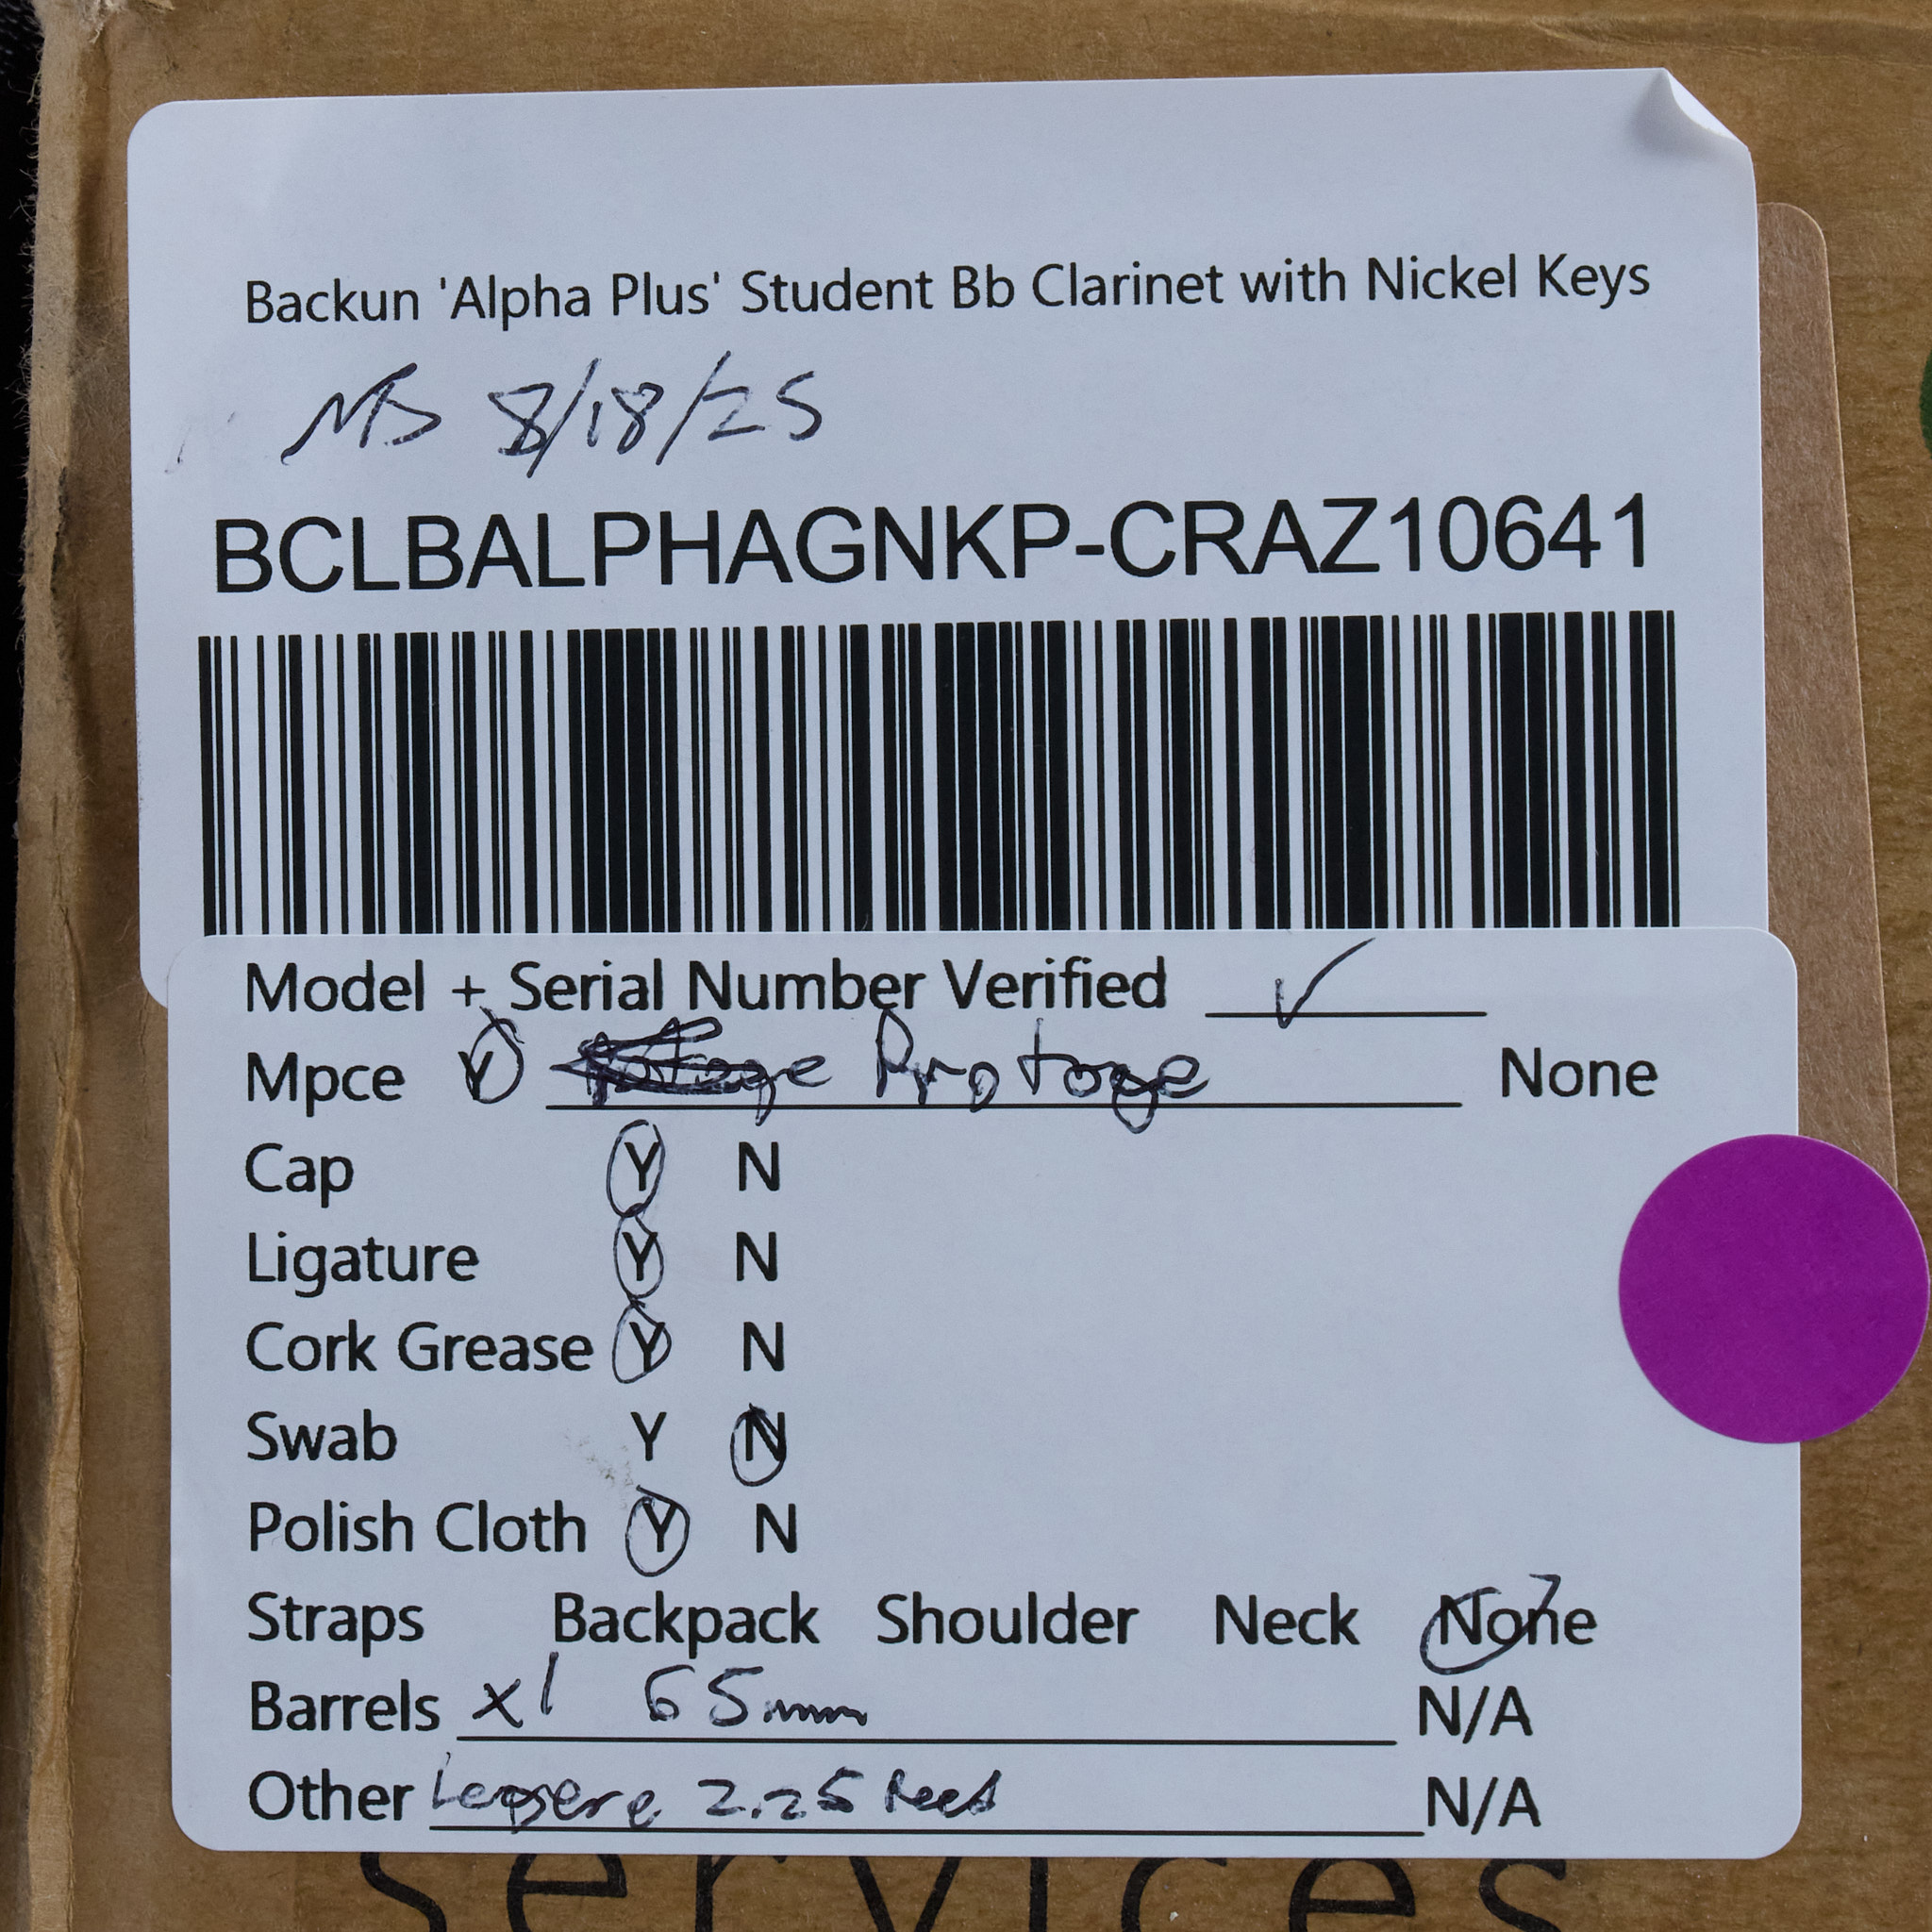 Backun 'Alpha Plus' Student Bb Clarinet with Nickel Keys
MS 8/18/25
BCLBALPHAGNKP-CRAZ10641
Model + Serial Number Verified ✓
Mpce Y Protoge None
Cap Y N
Ligature Y N
Cork Grease Y N
Swab Y N
Polish Cloth Y N
Straps Backpack Shoulder Neck None
Barrels x1 65mm N/A
Other 2.25 Reed N/A
services